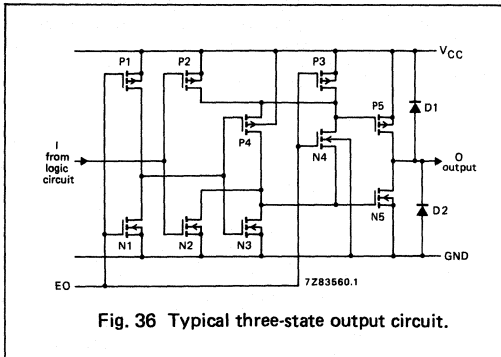 P1
P2
P3
VCC
P5
D1
P4
I
from
logic
circuit
N4
O
output
N1
N2
N3
N5
D2
GND
EO
7Z83560.1
Fig. 36 Typical three-state output circuit.